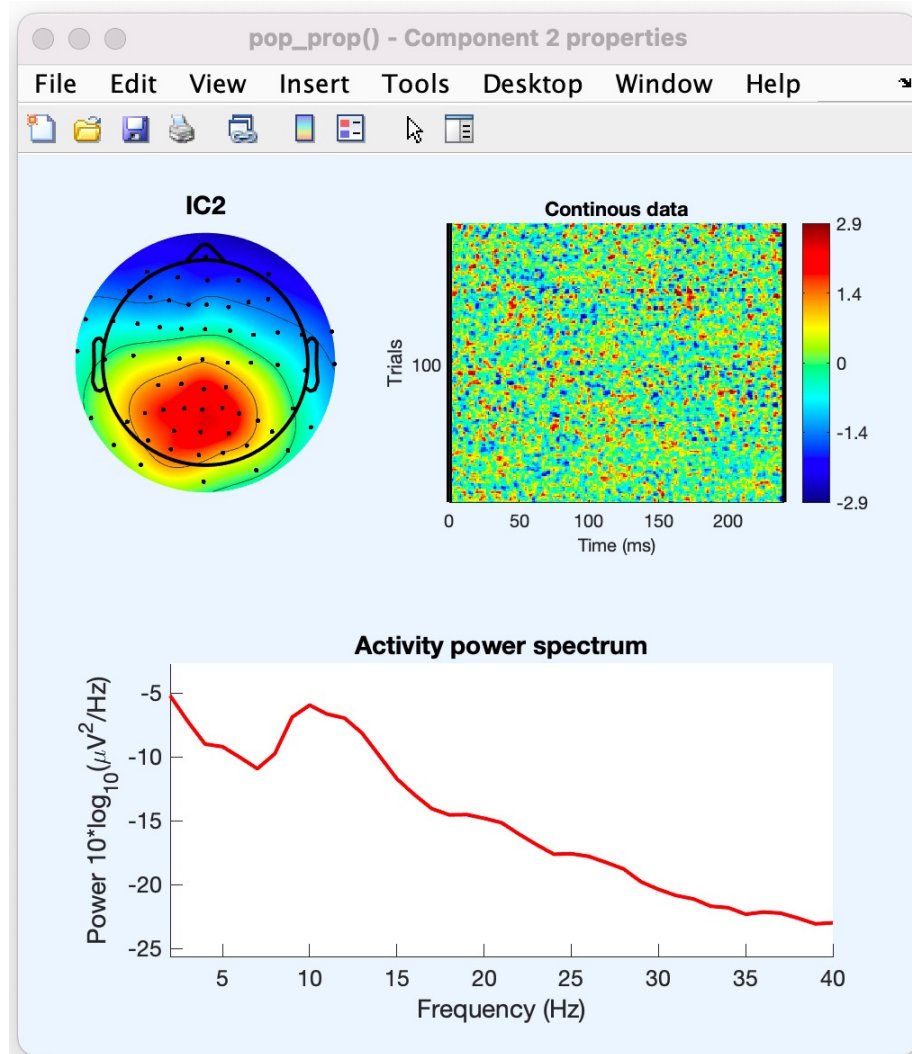 pop_prop() - Component 2 properties
File Edit View Insert Tools Desktop Window Help
IC2
Continous data
Trials
100
0 50 100 150 200
Time (ms)
2.9
1.4
0
-1.4
-2.9
Activity power spectrum
Power 10*log10(μV²/Hz)
-5
-10
-15
-20
-25
5 10 15 20 25 30 35 40
Frequency (Hz)